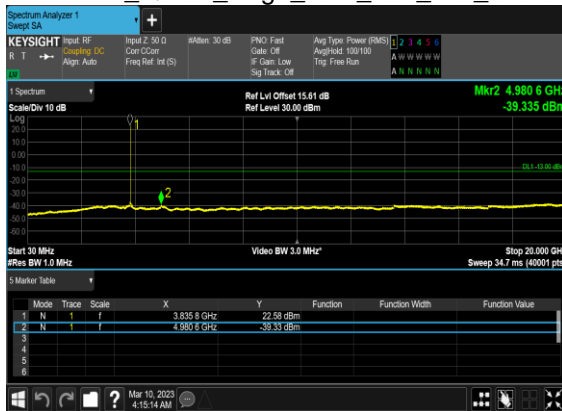 Spectrum Analyzer 1
Swept SA
+
KEYSIGHT Input: RF Input Z: 50 Ω #Atten: 30 dB PNO: Fast Avg Type: Power (RMS) 1 2 3 4 5 6
R T Coupling: DC Corr CCorr Gate: Off Avg|Hold: 100/100 A W W W W W
Align: Auto Freq Ref: Int (S) IF Gain: Low Trig: Free Run
Sig Track: Off A N N N N N
1 Spectrum Ref Lvl Offset 15.61 dB Mkr2 4.980 6 GHz
Scale/Div 10 dB Ref Level 30.00 dBm -39.335 dBm
Log 1
20.0
10.0
0.00
-10.0 DL1 -13.00 dBm
-20.0
-30.0 2
-40.0
-50.0
-60.0
Start 30 MHz Video BW 3.0 MHz* Stop 20.000 GHz
#Res BW 1.0 MHz Sweep 34.7 ms (40001 pts)
5 Marker Table
Mode Trace Scale X Y Function Function Width Function Value
1 N 1 f 3.835 8 GHz 22.58 dBm
2 N 1 f 4.980 6 GHz -39.33 dBm
3
4
5
6
? Mar 10, 2023
4:15:14 AM